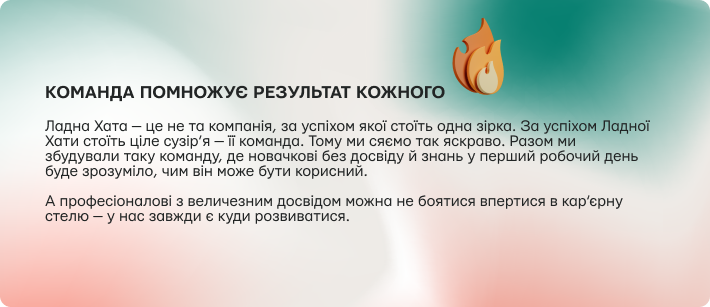 КОМАНДА ПОМНОЖУЄ РЕЗУЛЬТАТ КОЖНОГО
Ладна Хата — це не та компанія, за успіхом якої стоїть одна зірка. За успіхом Ладної
Хати стоїть ціле сузір’я — її команда. Тому ми сяємо так яскраво. Разом ми
збудували таку команду, де новачкові без досвіду й знань у перший робочий день
буде зрозуміло, чим він може бути корисний.
А професіоналові з величезним досвідом можна не боятися впертися в кар’єрну
стелю — у нас завжди є куди розвиватися.